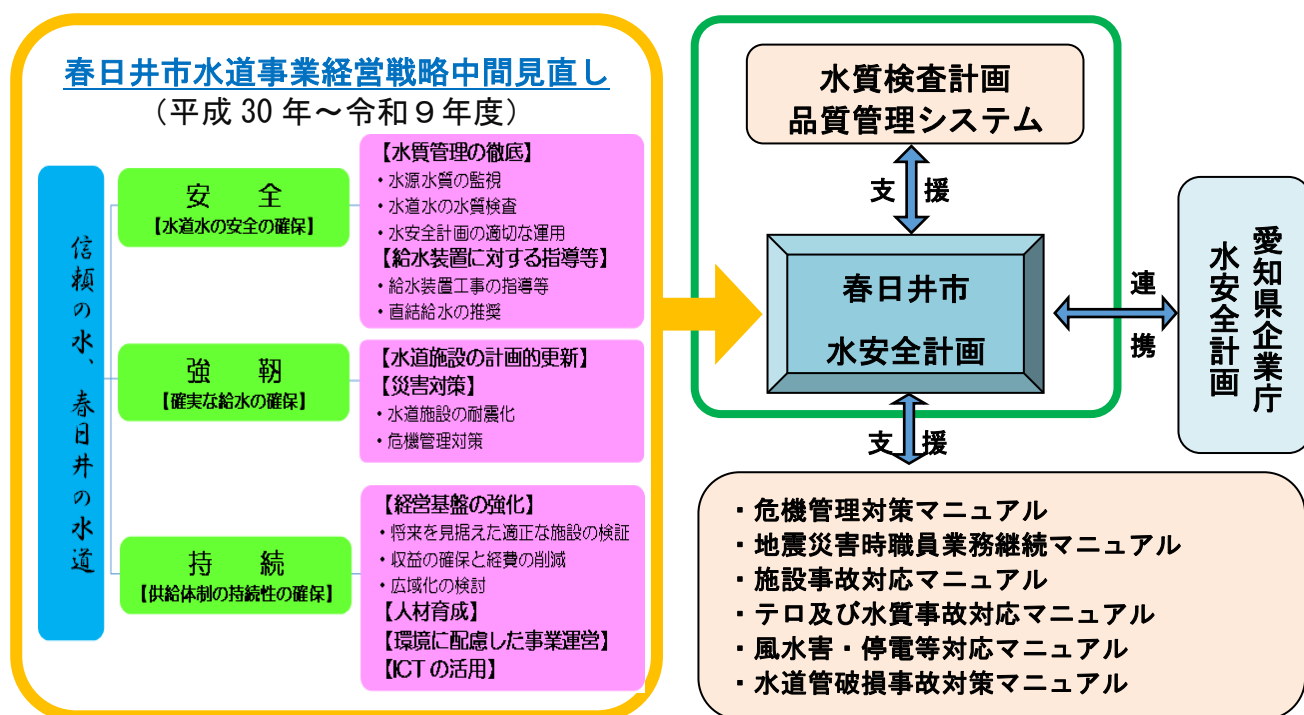 春日井市水道事業経営戦略中間見直し
（平成30年～令和９年度）
信頼の水、春日井の水道
安　全
【水道水の安全の確保】
【水質管理の徹底】
・水源水質の監視
・水道水の水質検査
・水安全計画の適切な運用
【給水装置に対する指導等】
・給水装置工事の指導等
・直結給水の推奨
強　靭
【確実な給水の確保】
【水道施設の計画的更新】
【災害対策】
・水道施設の耐震化
・危機管理対策
持　続
【供給体制の持続性の確保】
【経営基盤の強化】
・将来を見据えた適正な施設の検証
・収益の確保と経費の削減
・広域化の検討
【人材育成】
【環境に配慮した事業運営】
【ICTの活用】
水質検査計画
品質管理システム
支　援
春日井市
水安全計画
連携
愛知県企業庁
水安全計画
支　援
・危機管理対策マニュアル
・地震災害時職員業務継続マニュアル
・施設事故対応マニュアル
・テロ及び水質事故対応マニュアル
・風水害・停電等対応マニュアル
・水道管破損事故対策マニュアル